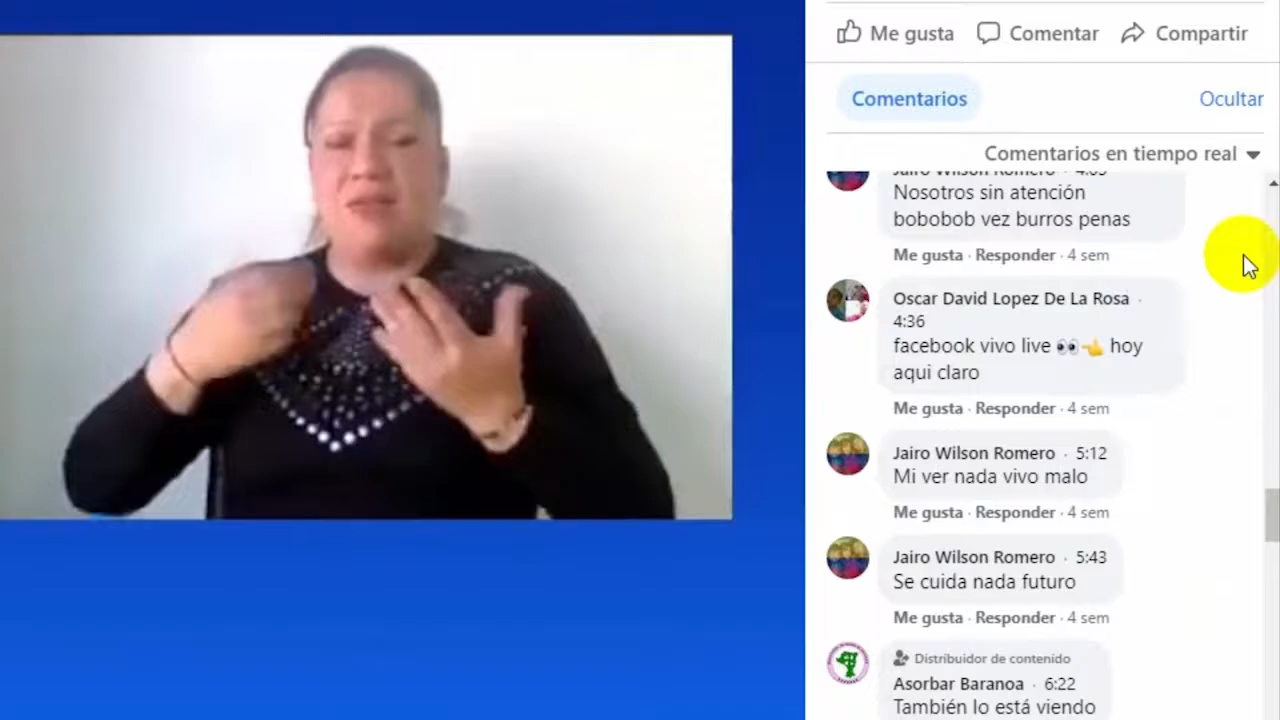 Me gusta
Comentar
Compartir
Comentarios
Ocultar
Comentarios en tiempo real
Jairo Wilson Romero
Nosotros sin atención
bobobob vez burros penas
Me gusta · Responder · 4 sem
Oscar David Lopez De La Rosa ·
4:36
facebook vivo live 👀👈 hoy
aqui claro
Me gusta · Responder · 4 sem
Jairo Wilson Romero · 5:12
Mi ver nada vivo malo
Me gusta · Responder · 4 sem
Jairo Wilson Romero · 5:43
Se cuida nada futuro
Me gusta · Responder · 4 sem
Distribuidor de contenido
Asorbar Baranoa · 6:22
También lo está viendo